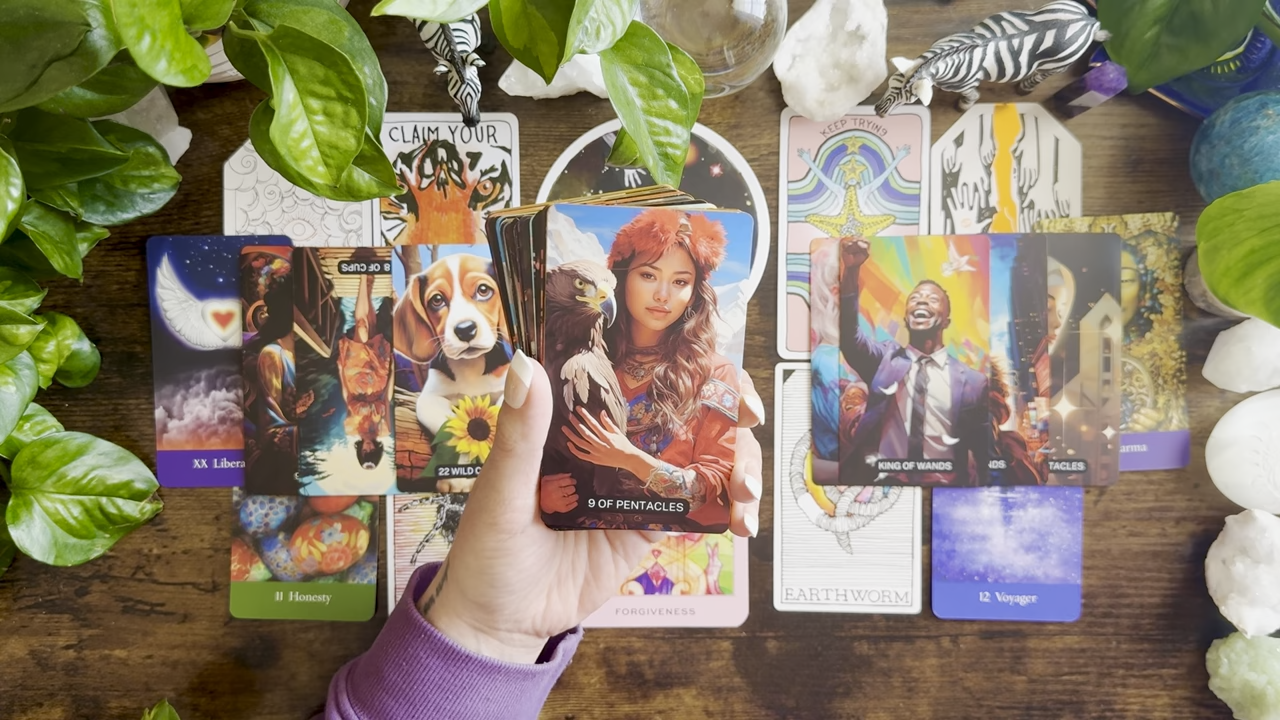 CLAIM YOUR
KEEP TRYING
8 OF CUPS
9 OF PENTACLES
22 WILD
KING OF WANDS
NDS
TACLES
XX Libera
arma
11 Honesty
FORGIVENESS
EARTHWORM
12 Voyager